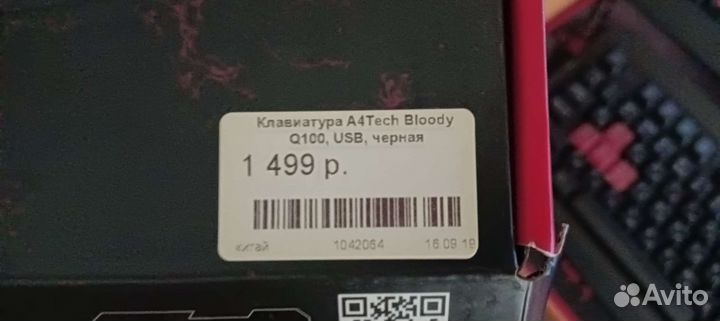 Клавиатура A4Tech Bloody
Q100, USB, черная
1 499 р.
китай 1042064 16 09 19
Avito